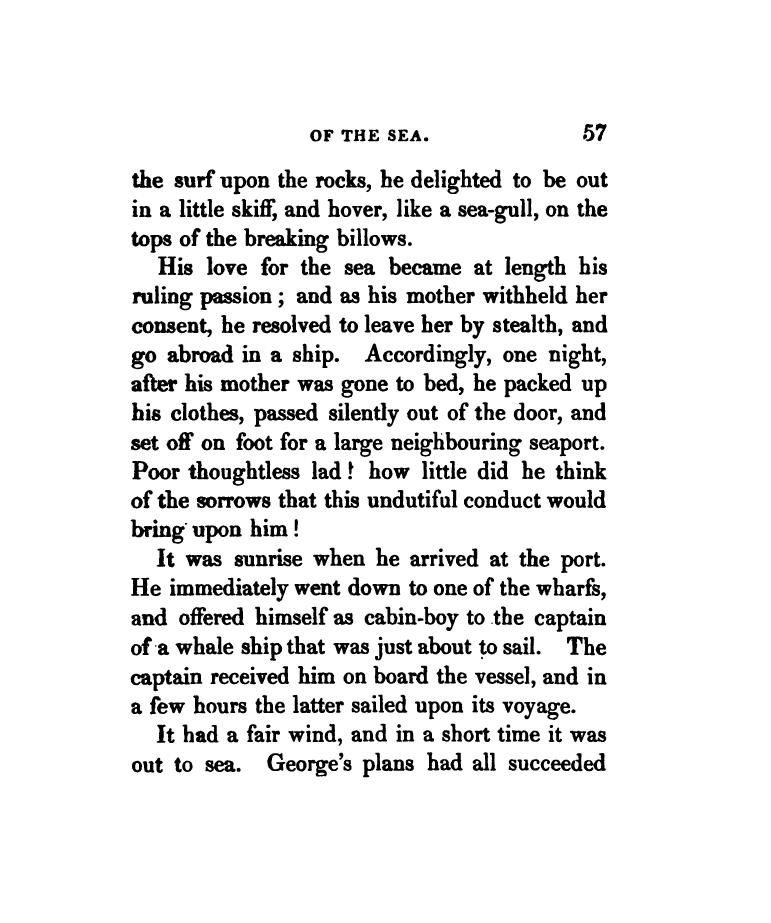 OF THE SEA. 57
the surf upon the rocks, he delighted to be out
in a little skiff, and hover, like a sea-gull, on the
tops of the breaking billows.
His love for the sea became at length his
ruling passion ; and as his mother withheld her
consent, he resolved to leave her by stealth, and
go abroad in a ship. Accordingly, one night,
after his mother was gone to bed, he packed up
his clothes, passed silently out of the door, and
set off on foot for a large neighbouring seaport.
Poor thoughtless lad ! how little did he think
of the sorrows that this undutiful conduct would
bring upon him !
It was sunrise when he arrived at the port.
He immediately went down to one of the wharfs,
and offered himself as cabin-boy to the captain
of a whale ship that was just about to sail. The
captain received him on board the vessel, and in
a few hours the latter sailed upon its voyage.
It had a fair wind, and in a short time it was
out to sea. George's plans had all succeeded